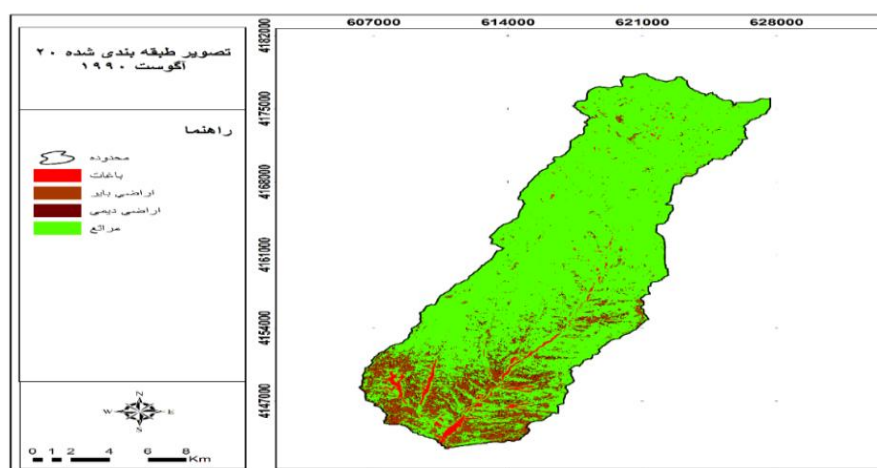 تصویر طبقه بندی شده ۲۰
آگوست ۱۹۹۰
راهنما
محدوده
باغات
اراضی بایر
اراضی دیمی
مراتع
N
W E
S
0 1 2 4 6 8
Km
607000 614000 621000 628000
4182000
4175000
4168000
4161000
4154000
4147000